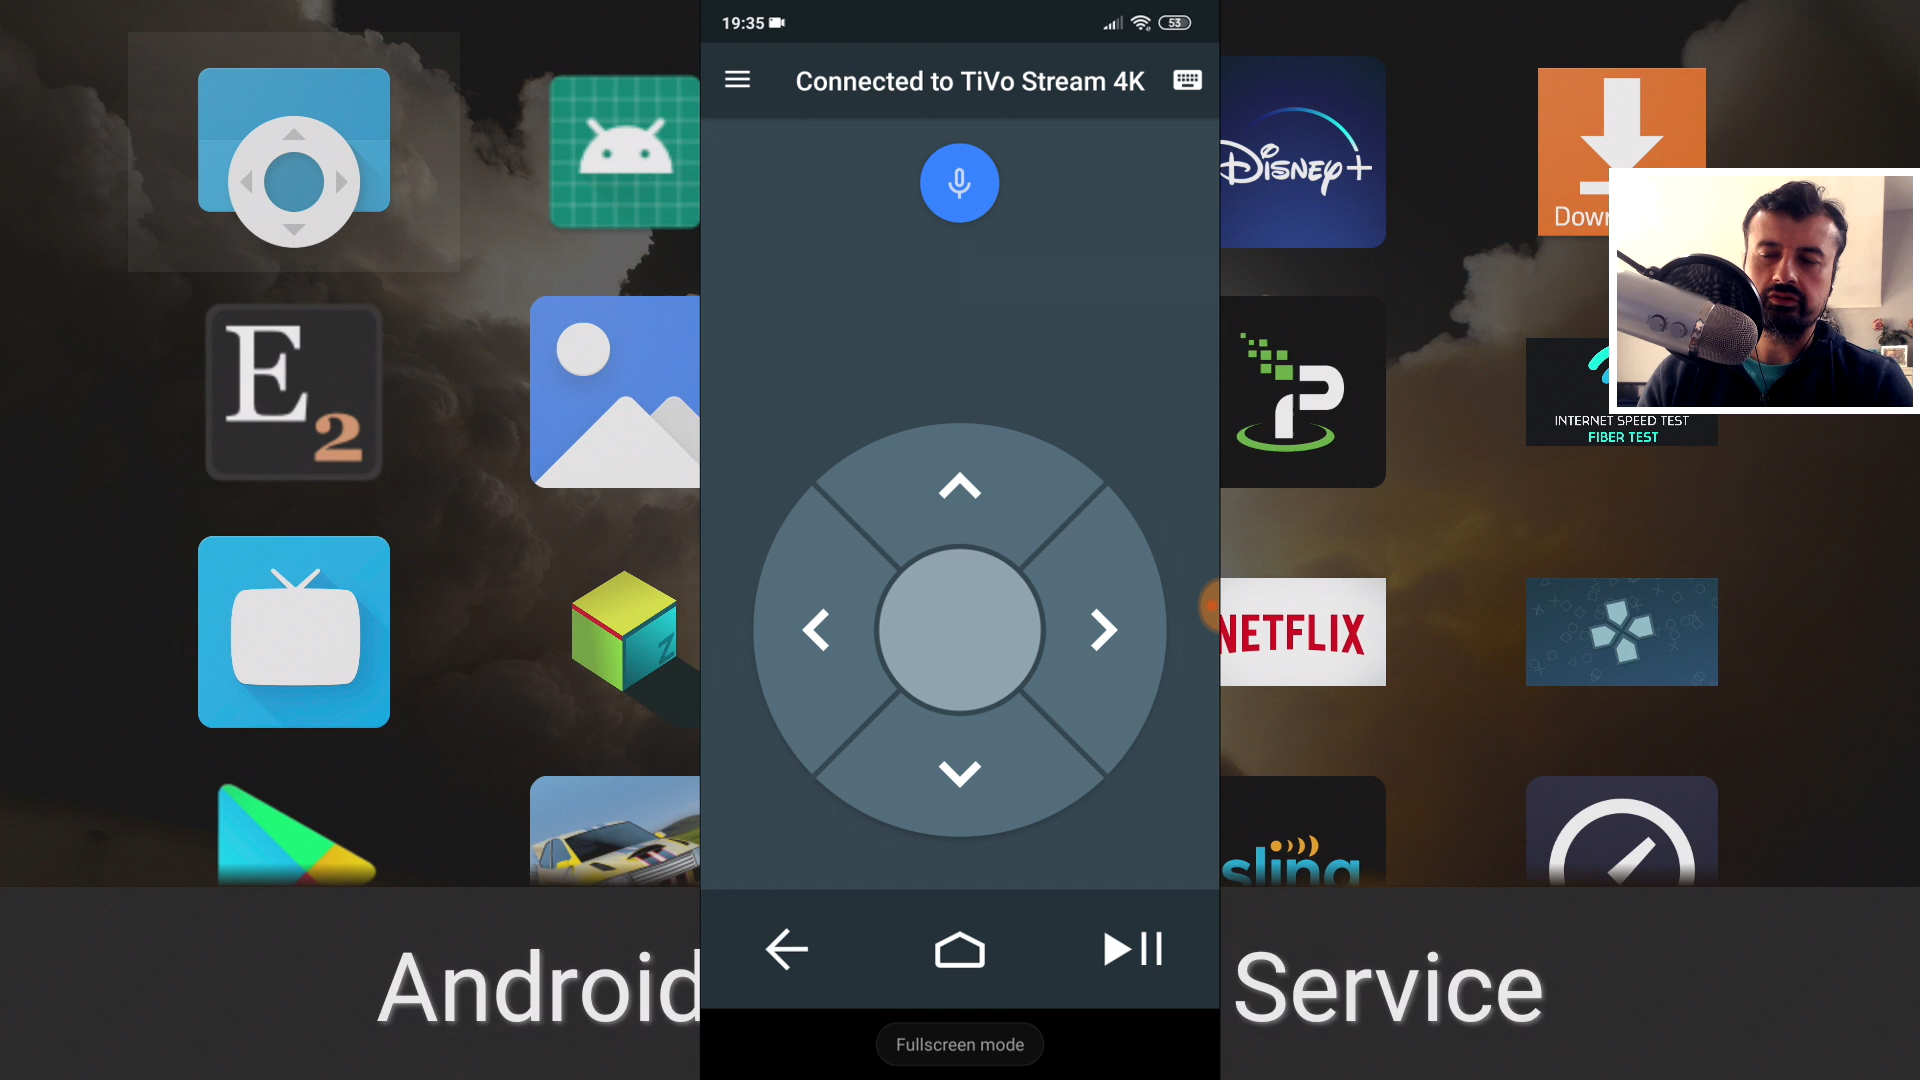 19:35
53
Connected to TiVo Stream 4K
Disney+
Dow
E2
INTERNET SPEED TEST
FIBER TEST
Z
NETFLIX
sling
Android
Service
Fullscreen mode